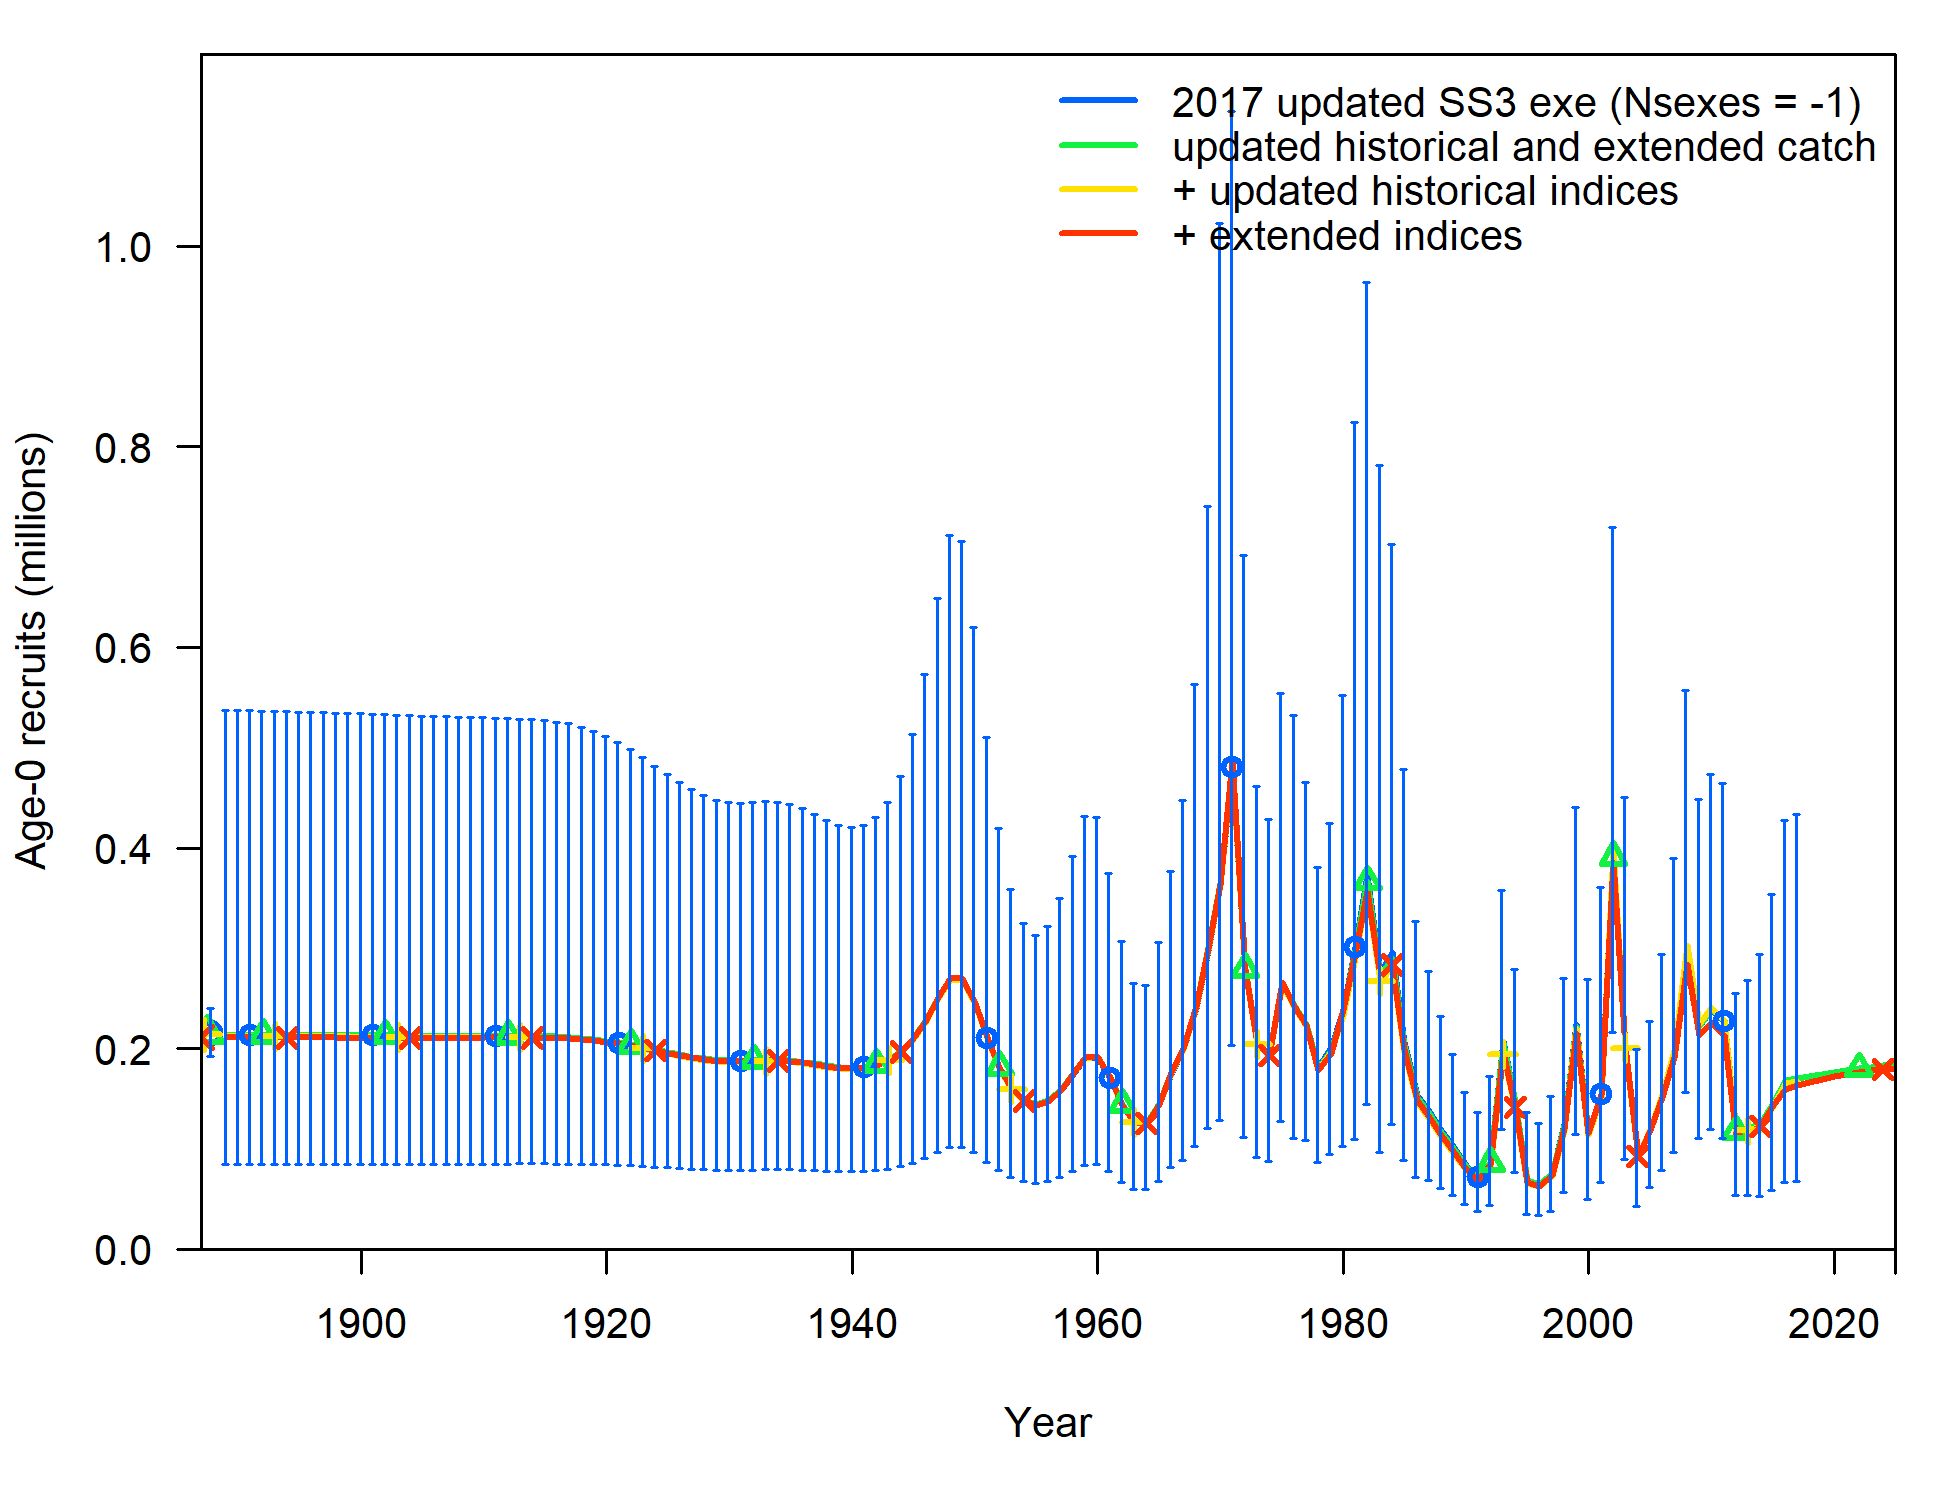 2017 updated SS3 exe (Nsexes = -1)
updated historical and extended catch
+ updated historical indices
+ extended indices
Age-0 recruits (millions)
1.0
0.8
0.6
0.4
0.2
0.0
1900 1920 1940 1960 1980 2000 2020
Year